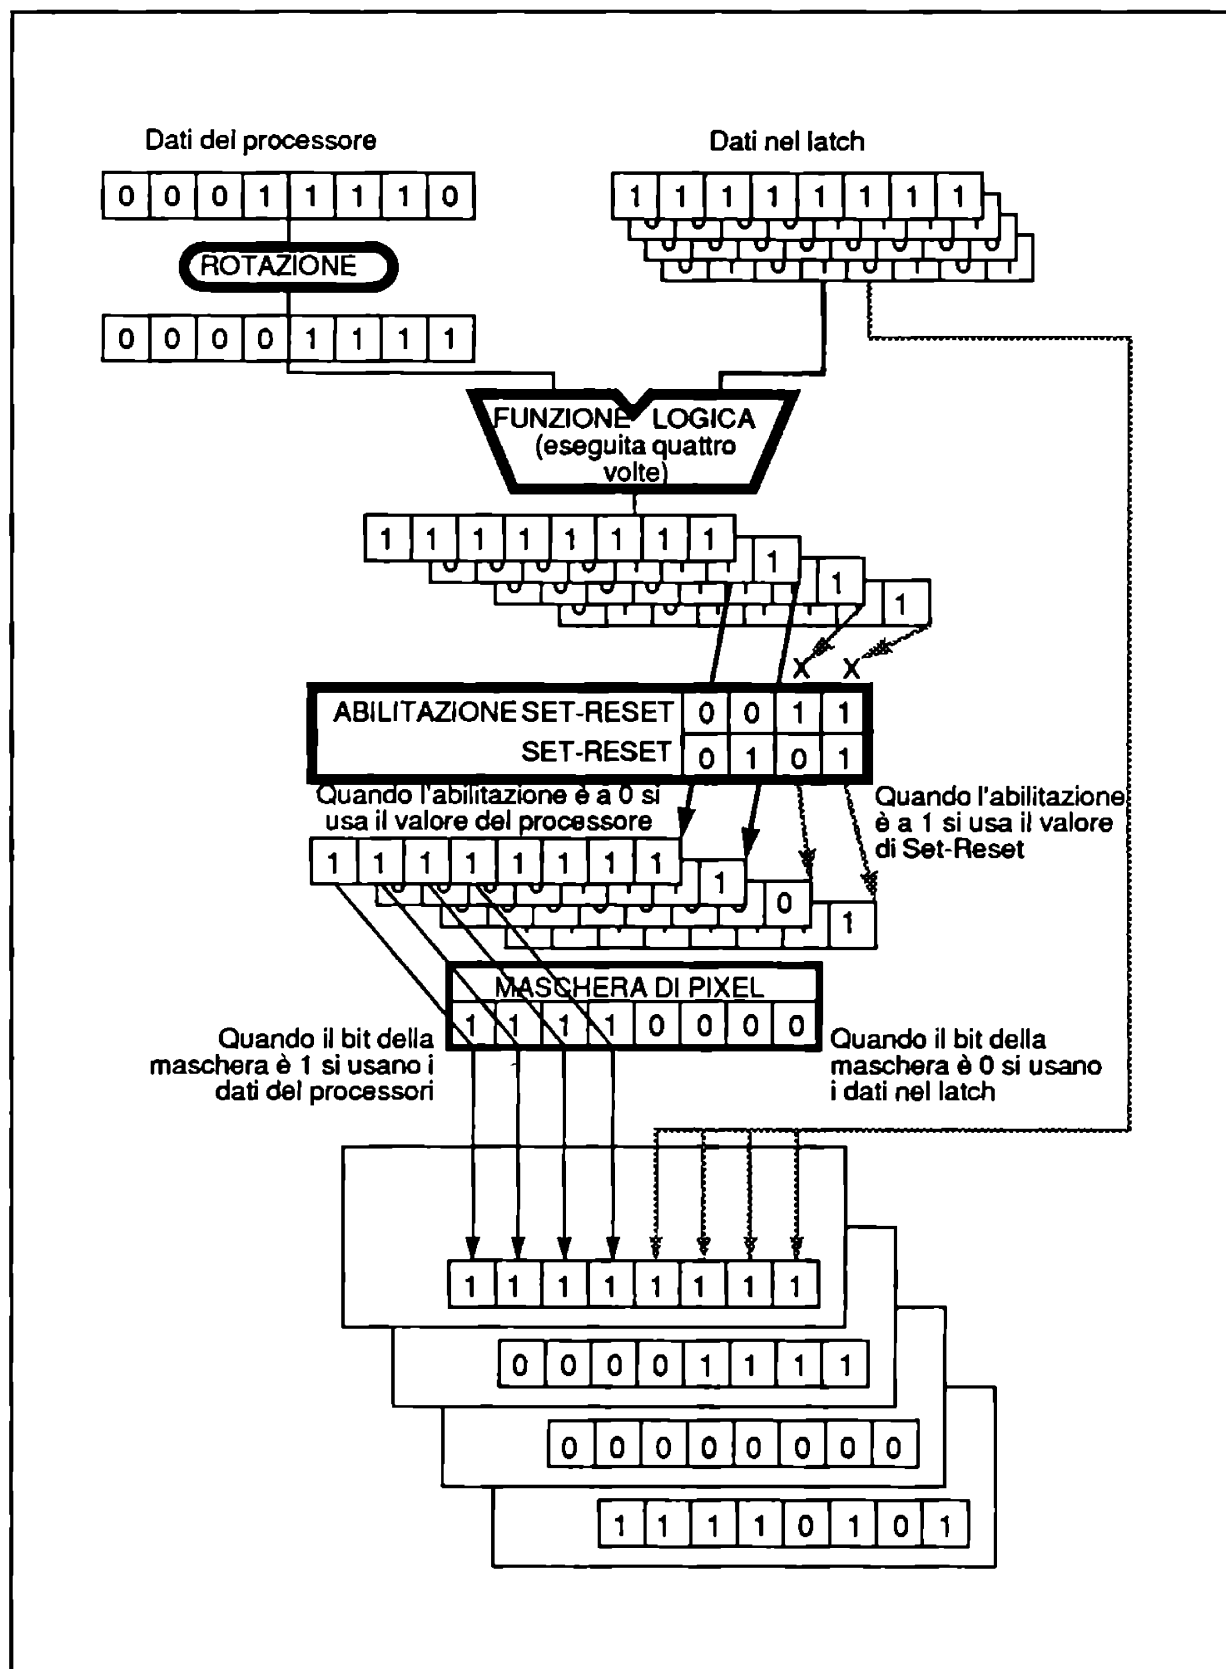 Dati del processore
Dati nel latch
0 0 0 1 1 1 1 0
1 1 1 1 1 1 1 1
ROTAZIONE
0 0 0 0 1 1 1 1
FUNZIONE LOGICA
(eseguita quattro
volte)
1 1 1 1 1 1 1 1
1
1
1
X X
ABILITAZIONE SET-RESET 0 0 1 1
SET-RESET 0 1 0 1
Quando l'abilitazione è a 0 si
usa il valore del processore
Quando l'abilitazione
è a 1 si usa il valore
di Set-Reset
1 1 1 1 1 1 1 1
1
0
1
MASCHERA DI PIXEL
1 1 1 1 0 0 0 0
Quando il bit della
maschera è 1 si usano i
dati del processori
Quando il bit della
maschera è 0 si usano
i dati nel latch
1 1 1 1 1 1 1 1
0 0 0 0 1 1 1 1
0 0 0 0 0 0 0 0
1 1 1 1 0 1 0 1